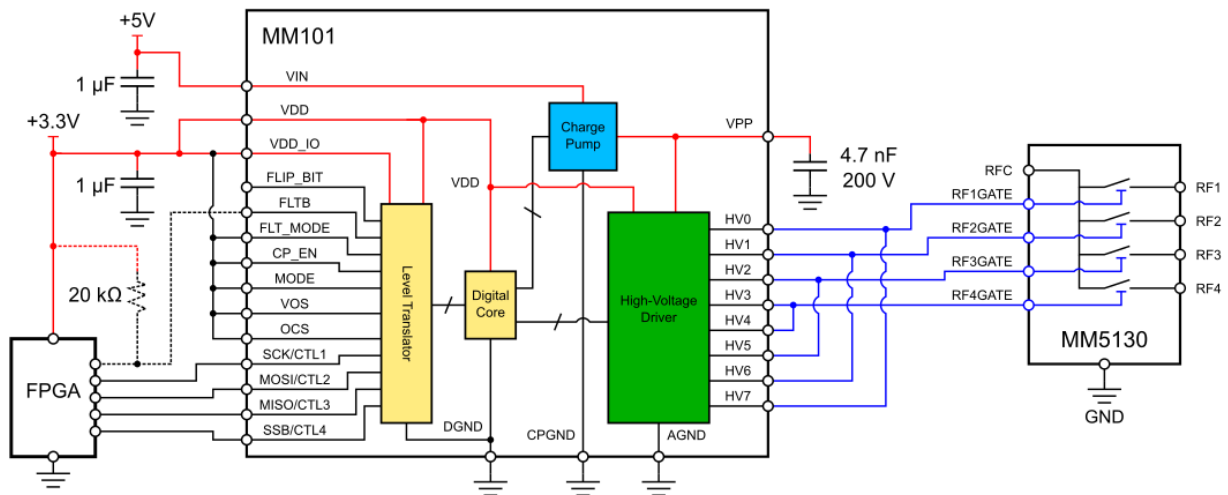 +5V
1 µF
+3.3V
1 µF
20 kΩ
FPGA
MM101
VIN
VDD
VDD_IO
FLIP_BIT
FLTB
FLT_MODE
CP_EN
MODE
VOS
OCS
SCK/CTL1
MOSI/CTL2
MISO/CTL3
SSB/CTL4
Level Translator
VDD
Digital
Core
Charge
Pump
High-Voltage
Driver
DGND
CPGND
AGND
VPP
HV0
HV1
HV2
HV3
HV4
HV5
HV6
HV7
4.7 nF
200 V
RFC
RF1GATE
RF2GATE
RF3GATE
RF4GATE
RF1
RF2
RF3
RF4
MM5130
GND